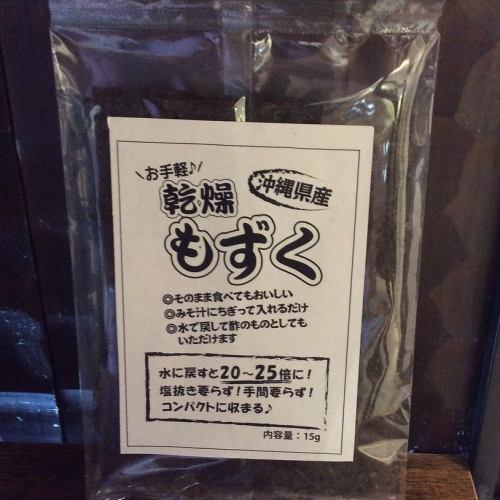 \お手軽♪/
沖縄県産
乾燥
もずく
◎そのまま食べてもおいしい
◎みそ汁にちぎって入れるだけ
◎水で戻して酢のものとしても
いただけます
水に戻すと20～25倍に！
塩抜き要らず！手間要らず！
コンパクトに収まる♪
内容量：15g